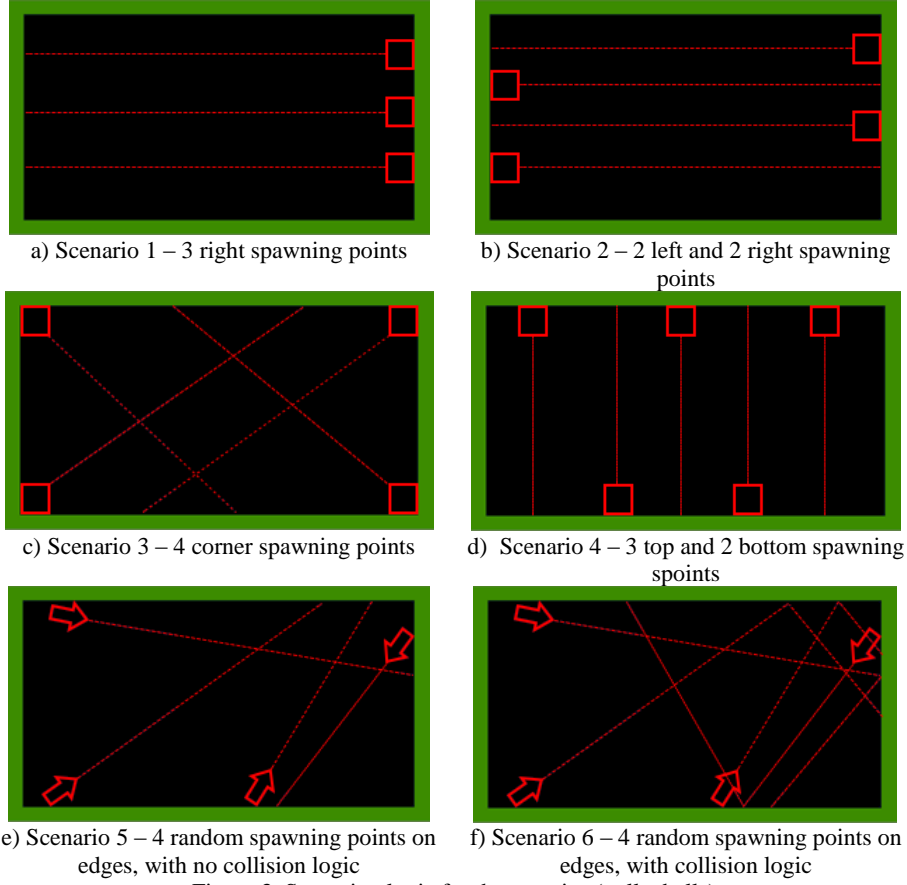 a) Scenario 1 – 3 right spawning points
b) Scenario 2 – 2 left and 2 right spawning
points
c) Scenario 3 – 4 corner spawning points
d) Scenario 4 – 3 top and 2 bottom spawning
spoints
e) Scenario 5 – 4 random spawning points on
edges, with no collision logic
f) Scenario 6 – 4 random spawning points on
edges, with collision logic